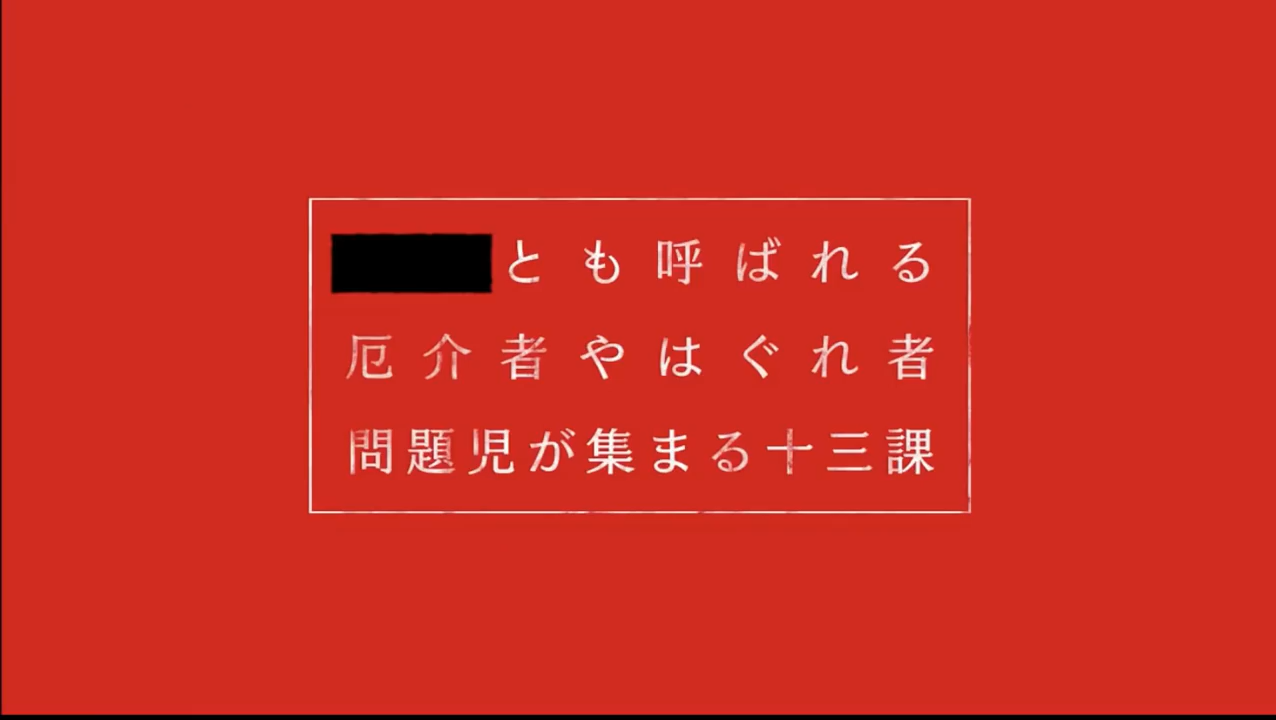 とも呼ばれる
厄介者やはぐれ者
問題児が集まる十三課